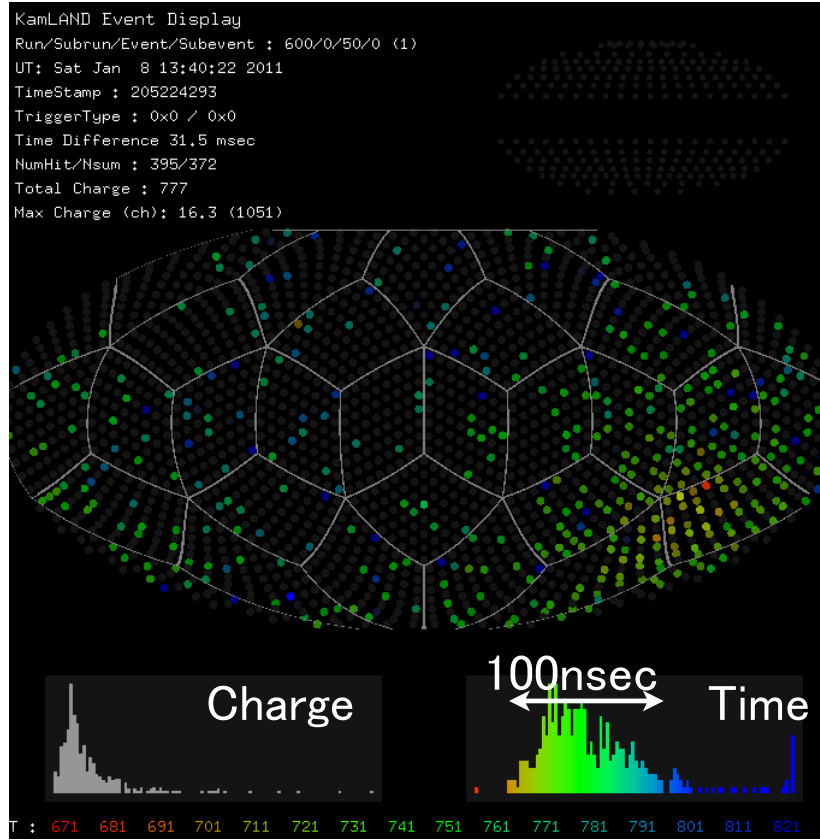 KamLAND Event Display
Run/Subrun/Event/Subevent : 600/0/50/0 (1)
UT: Sat Jan  8 13:40:22 2011
TimeStamp : 205224293
TriggerType : 0x0 / 0x0
Time Difference 31.5 msec
NumHit/Nsum : 395/372
Total Charge : 777
Max Charge (ch): 16.3 (1051)
Charge
100nsec
Time
T : 671 681 691 701 711 721 731 741 751 761 771 781 791 801 811 821